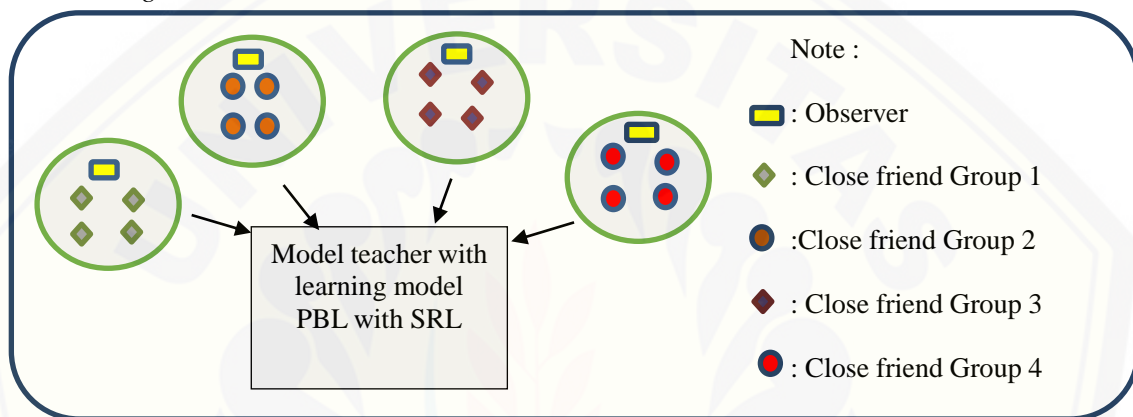 Note :
: Observer
: Close friend Group 1
:Close friend Group 2
: Close friend Group 3
: Close friend Group 4
Model teacher with
learning model
PBL with SRL
UNIVERSITAS